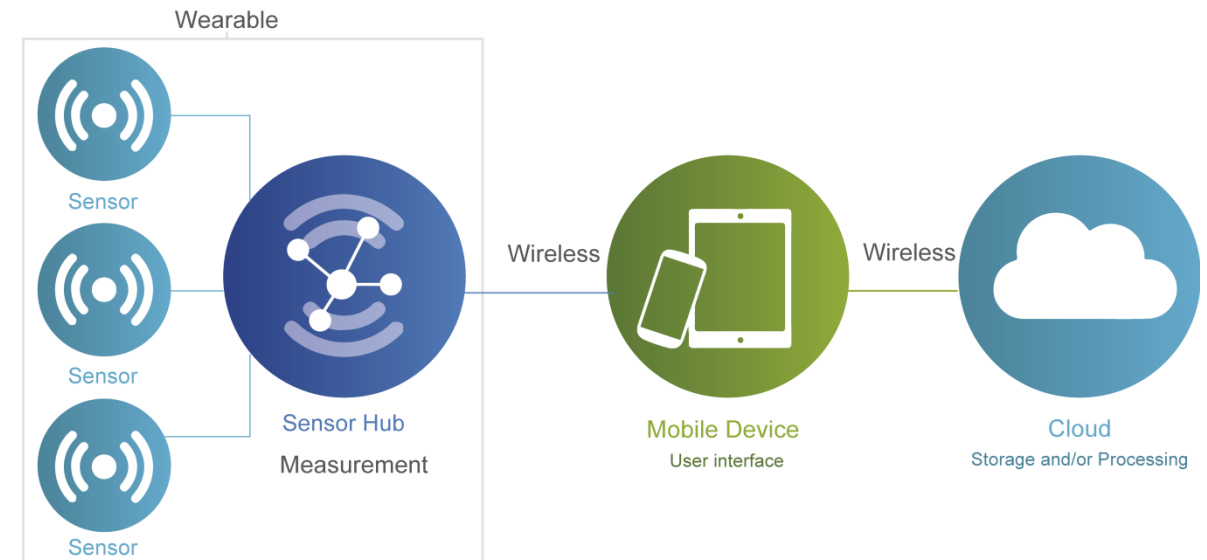 Wearable
Sensor
Sensor
Sensor
Sensor Hub
Measurement
Wireless
Mobile Device
User interface
Wireless
Cloud
Storage and/or Processing